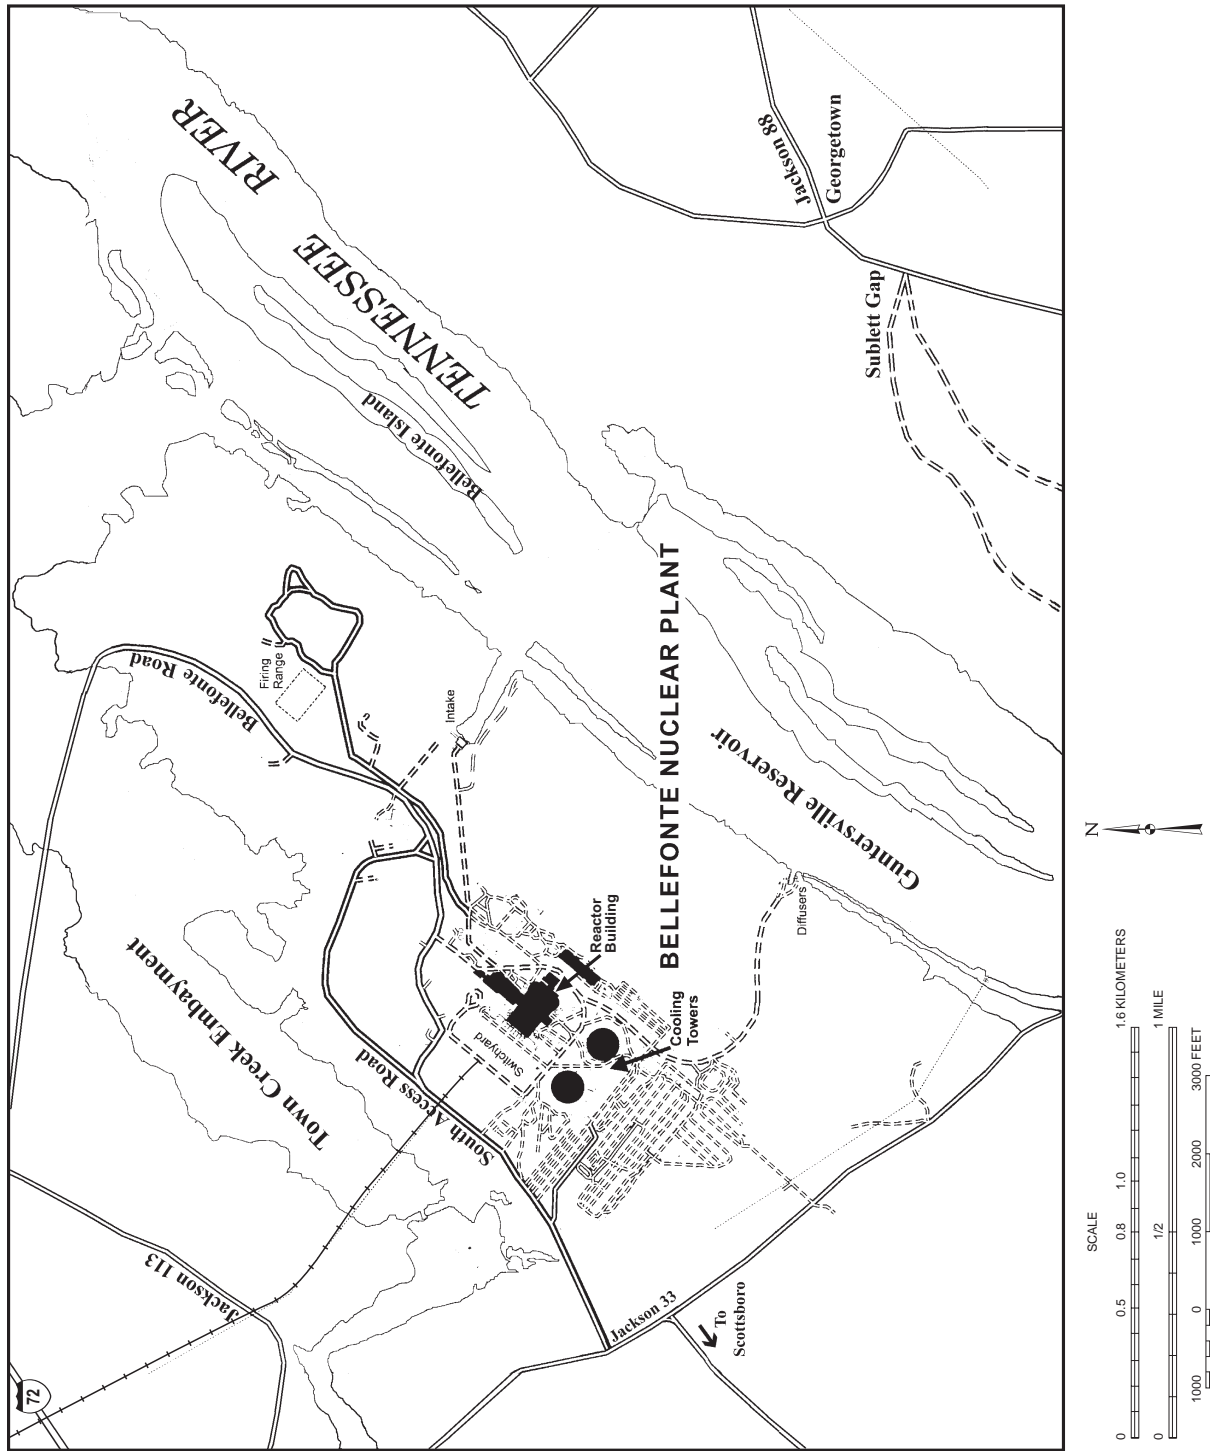 TENNESSEE
RIVER
Jackson 88
Georgetown
Sublett Gap
Bellefonte Island
Bellefonte Road
Firing
Range
Intake
BELLEFONTE NUCLEAR PLANT
Guntersville Reservoir
Town Creek Embayment
Reactor
Building
Diffusers
Cooling
Towers
Switchyard
South Access Road
Jackson 113
Jackson 33
To
Scottsboro
72
N
SCALE
0 0.5 0.8 1.0 1.6 KILOMETERS
0 1/2 1 MILE
1000 0 1000 2000 3000 FEET